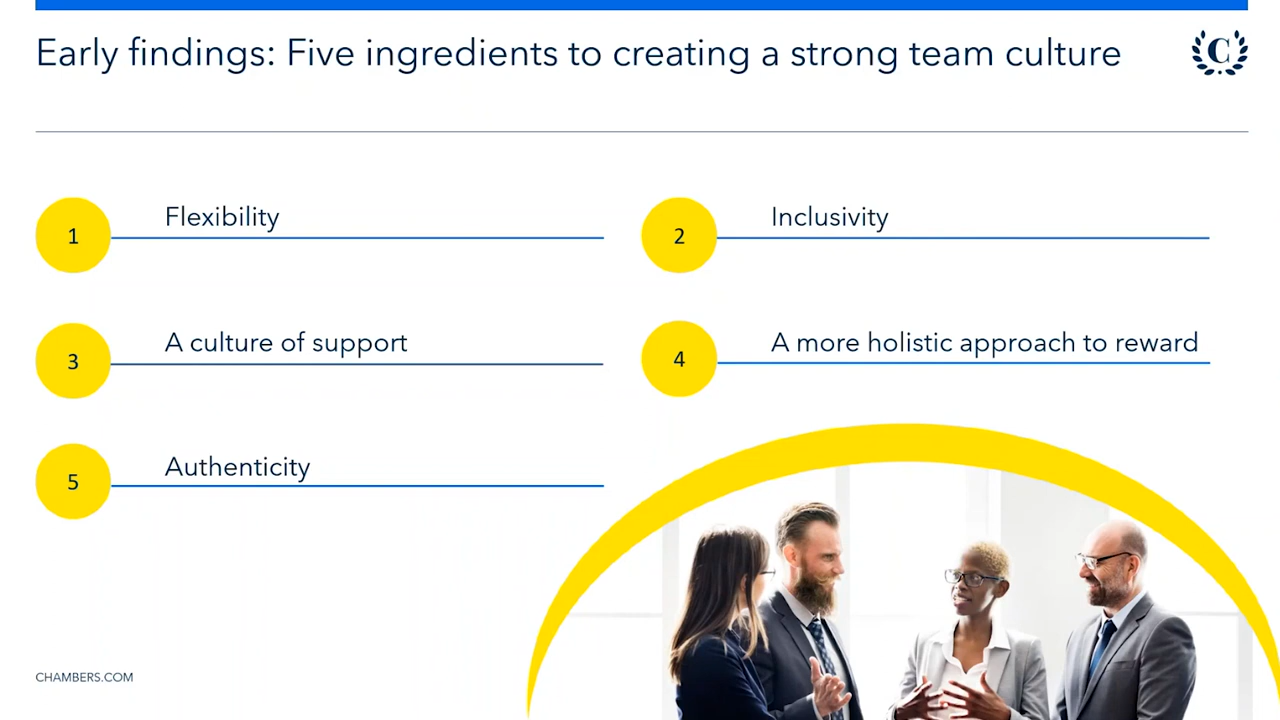 Early findings: Five ingredients to creating a strong team culture
C
1 Flexibility
2 Inclusivity
3 A culture of support
4 A more holistic approach to reward
5 Authenticity
CHAMBERS.COM